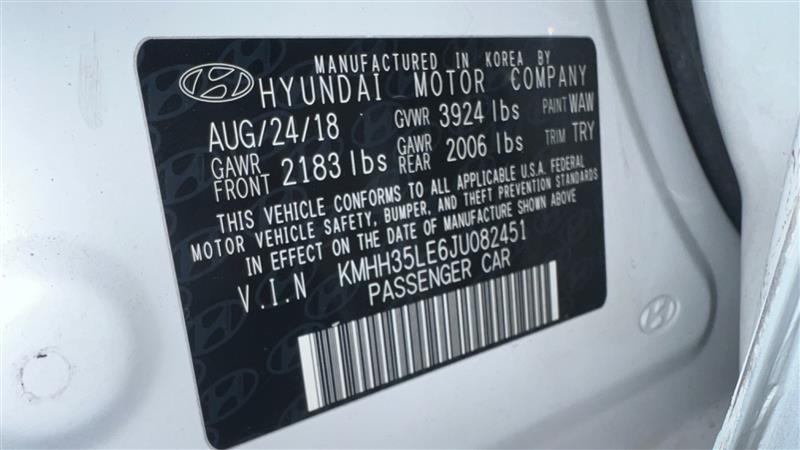 MANUFACTURED IN KOREA BY
HYUNDAI MOTOR COMPANY
AUG/24/18 GVWR 3924 lbs PAINT WAW
GAWR FRONT 2183 lbs GAWR REAR 2006 lbs TRIM TRY
THIS VEHICLE CONFORMS TO ALL APPLICABLE U.S.A. FEDERAL
MOTOR VEHICLE SAFETY, BUMPER, AND THEFT PREVENTION STANDARDS
IN EFFECT ON THE DATE OF MANUFACTURE SHOWN ABOVE
V.I.N KMHH35LE6JU082451
PASSENGER CAR